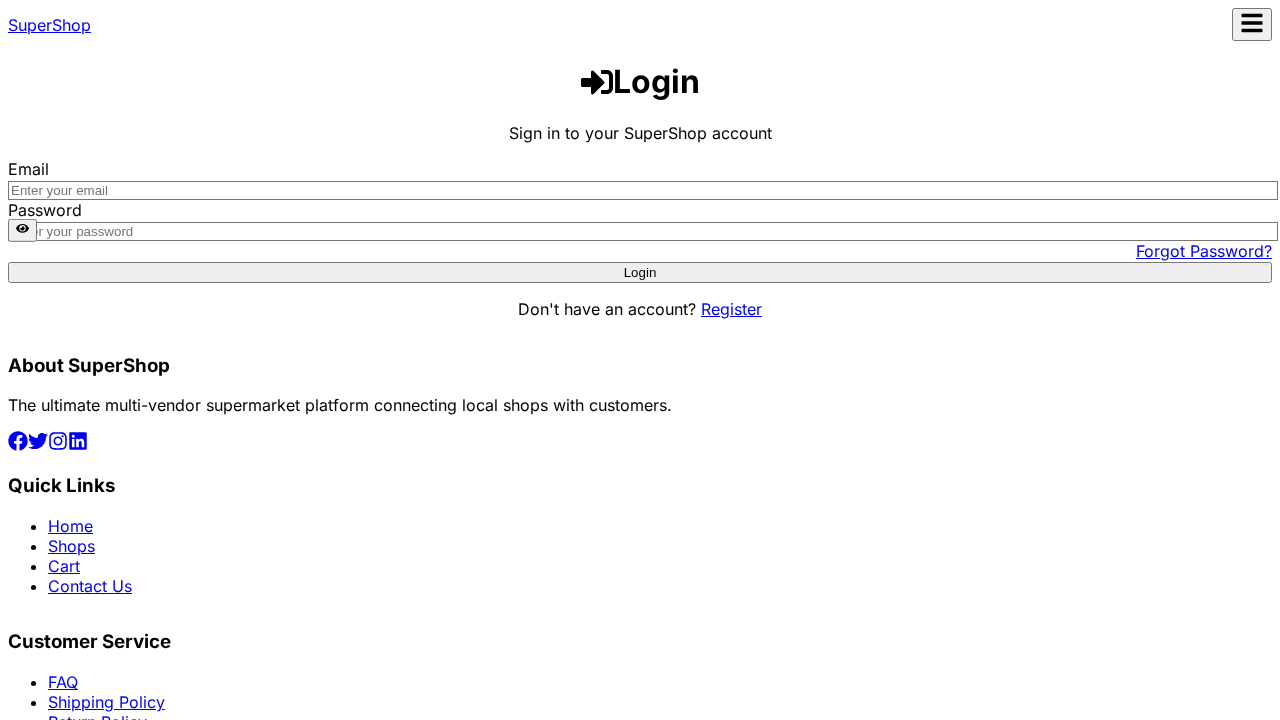 SuperShop
Login
Sign in to your SuperShop account
Email
Enter your email
Password
your password
Forgot Password?
Login
Don't have an account? Register
About SuperShop
The ultimate multi-vendor supermarket platform connecting local shops with customers.
Quick Links
Home
Shops
Cart
Contact Us
Customer Service
FAQ
Shipping Policy
Return Policy